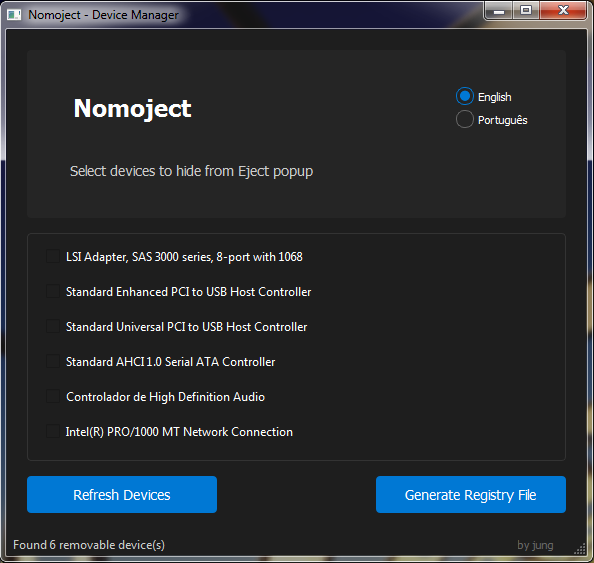 Nomoject - Device Manager
Nomoject
English
Português
Select devices to hide from Eject popup
LSI Adapter, SAS 3000 series, 8-port with 1068
Standard Enhanced PCI to USB Host Controller
Standard Universal PCI to USB Host Controller
Standard AHCI 1.0 Serial ATA Controller
Controlador de High Definition Audio
Intel(R) PRO/1000 MT Network Connection
Refresh Devices
Generate Registry File
Found 6 removable device(s)
by jung